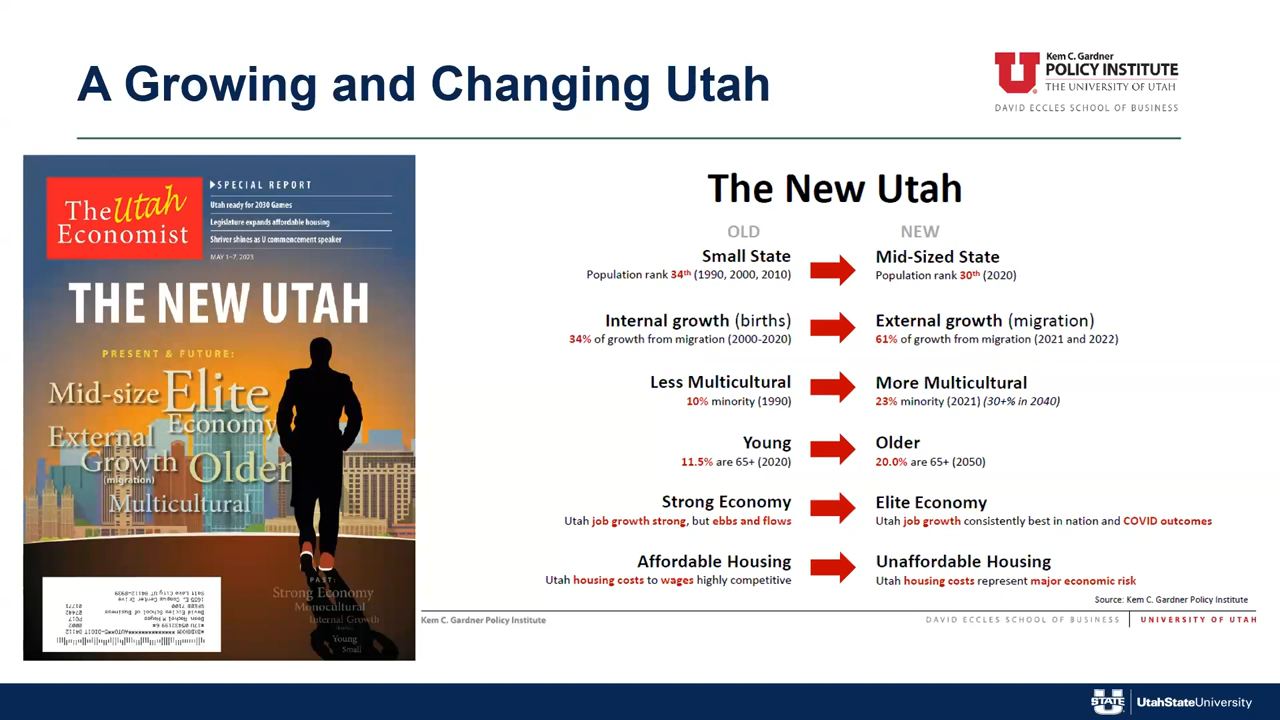 A Growing and Changing Utah
Kem C. Gardner
POLICY INSTITUTE
THE UNIVERSITY OF UTAH
DAVID ECCLES SCHOOL OF BUSINESS
The Utah
Economist
SPECIAL REPORT
Utah ready for 2030 Games
Legislature expands affordable housing
Shriver shines as U commencement speaker
MAY 1–7, 2023
THE NEW UTAH
PRESENT & FUTURE:
Mid-size Elite
Economy
External
Growth
(migration)
Older
Multicultural
PAST:
Strong Economy
Monocultural
Internal Growth
Young
Small
The New Utah
OLD NEW
Small State Mid-Sized State
Population rank 34th (1990, 2000, 2010) Population rank 30th (2020)
Internal growth (births) External growth (migration)
34% of growth from migration (2000-2020) 61% of growth from migration (2021 and 2022)
Less Multicultural More Multicultural
10% minority (1990) 23% minority (2021) (30+% in 2040)
Young Older
11.5% are 65+ (2020) 20.0% are 65+ (2050)
Strong Economy Elite Economy
Utah job growth strong, but ebbs and flows Utah job growth consistently best in nation and COVID outcomes
Affordable Housing Unaffordable Housing
Utah housing costs to wages highly competitive Utah housing costs represent major economic risk
Source: Kem C. Gardner Policy Institute
Kem C. Gardner Policy Institute DAVID ECCLES SCHOOL OF BUSINESS UNIVERSITY OF UTAH
STATE UtahStateUniversity